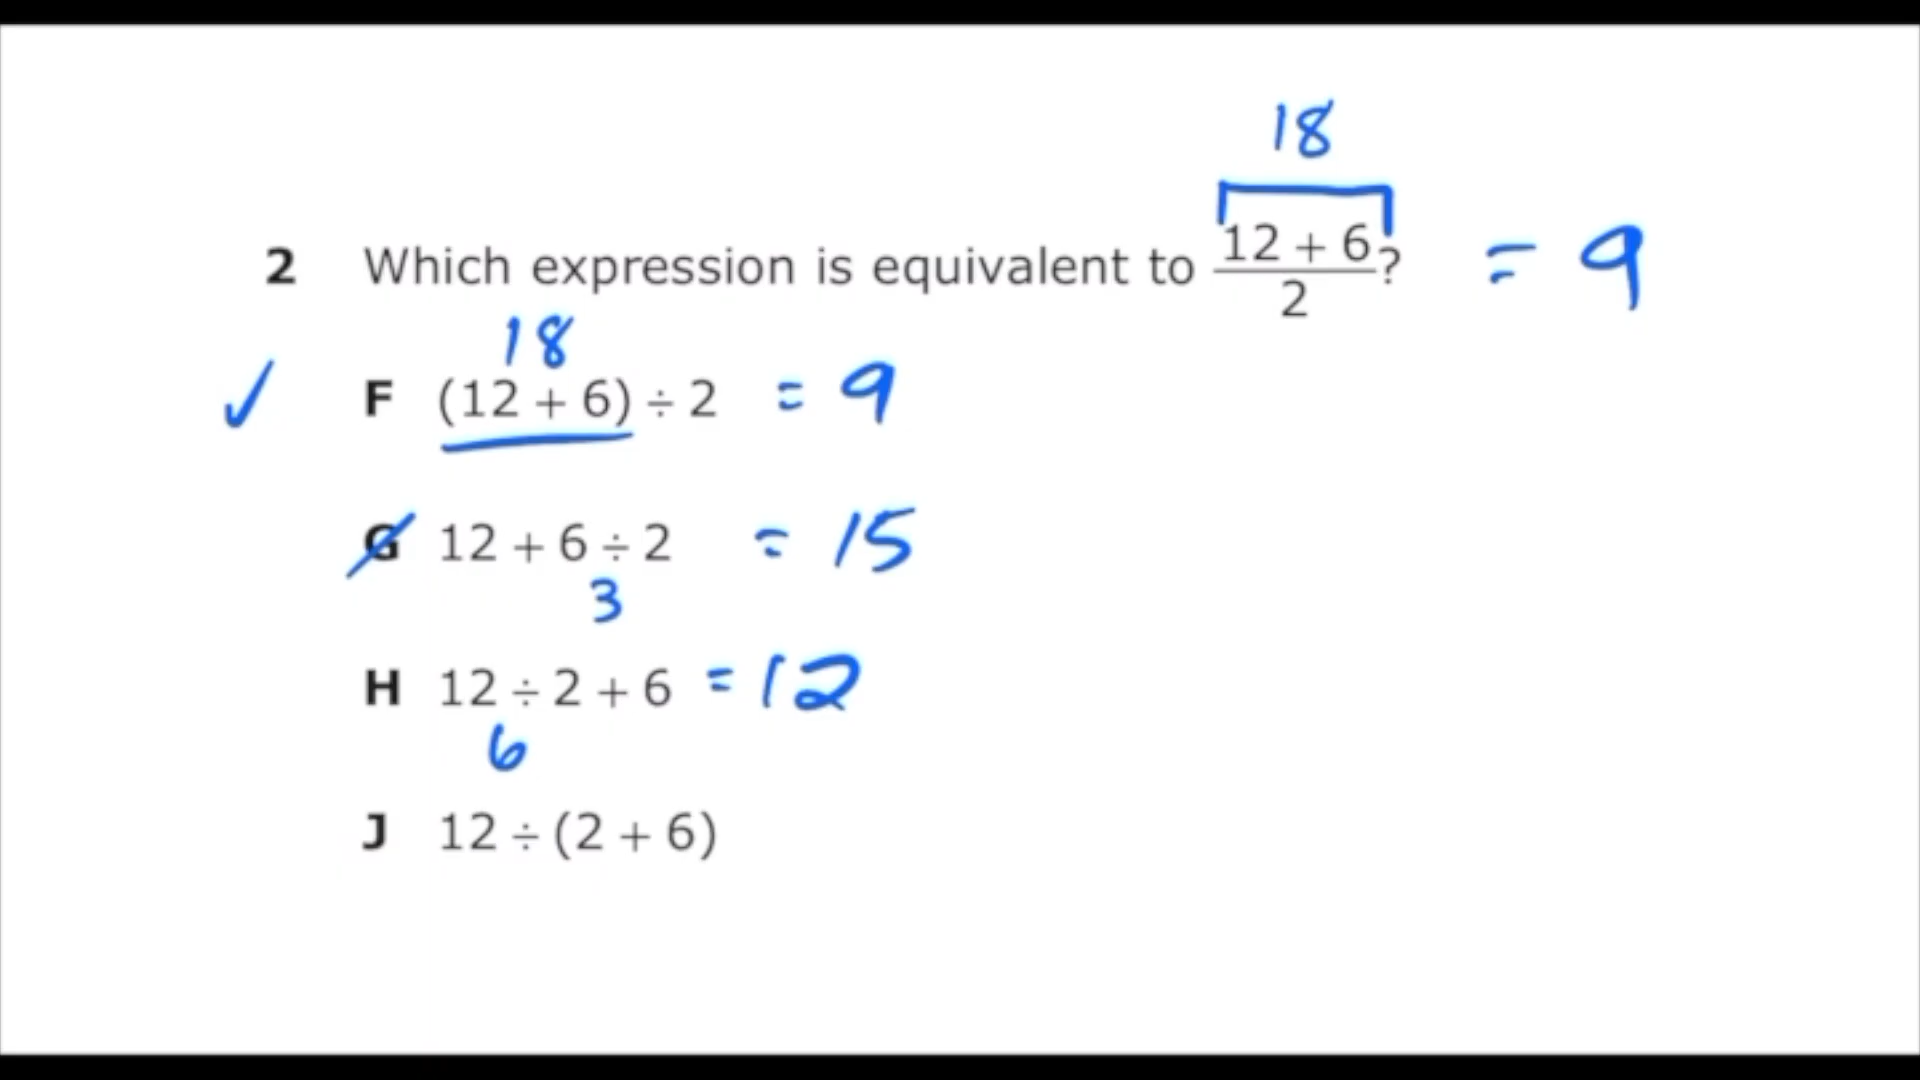 18
2 Which expression is equivalent to 12 + 6 / 2? = 9
18
F (12 + 6) ÷ 2 = 9
G 12 + 6 ÷ 2 = 15
3
H 12 ÷ 2 + 6 = 12
6
J 12 ÷ (2 + 6)